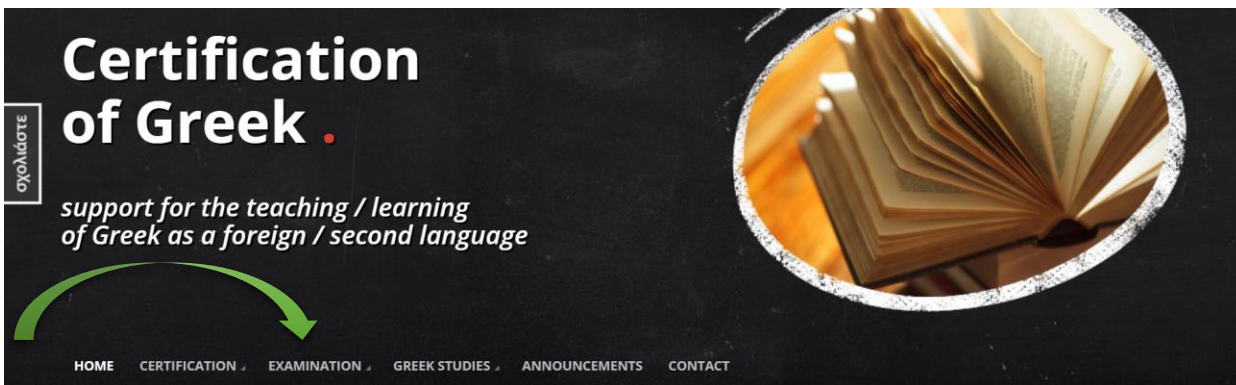 Certification
of Greek .
σχολιάστε
support for the teaching / learning
of Greek as a foreign / second language
HOME CERTIFICATION EXAMINATION GREEK STUDIES ANNOUNCEMENTS CONTACT